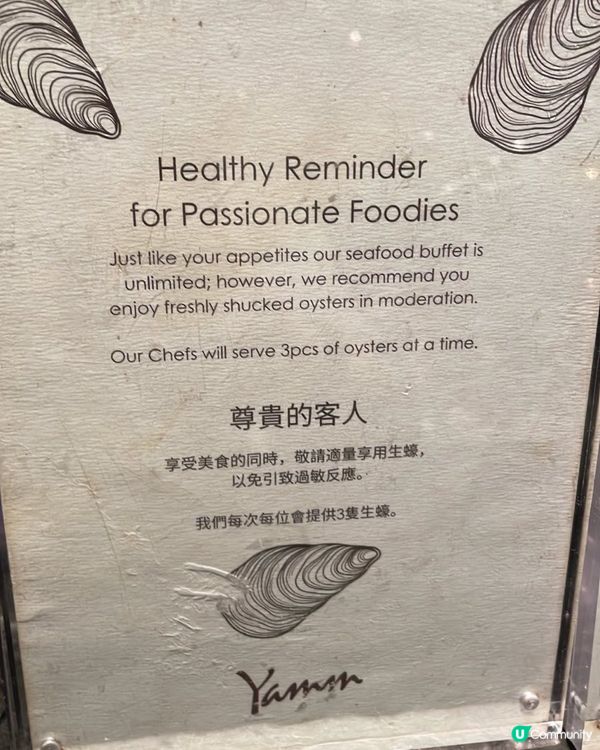 Healthy Reminder
for Passionate Foodies
Just like your appetites our seafood buffet is
unlimited; however, we recommend you
enjoy freshly shucked oysters in moderation.
Our Chefs will serve 3pcs of oysters at a time.
尊貴的客人
享受美食的同時，敬請適量享用生蠔，
以免引致過敏反應。
我們每次每位會提供3隻生蠔。
Yamm
U Community